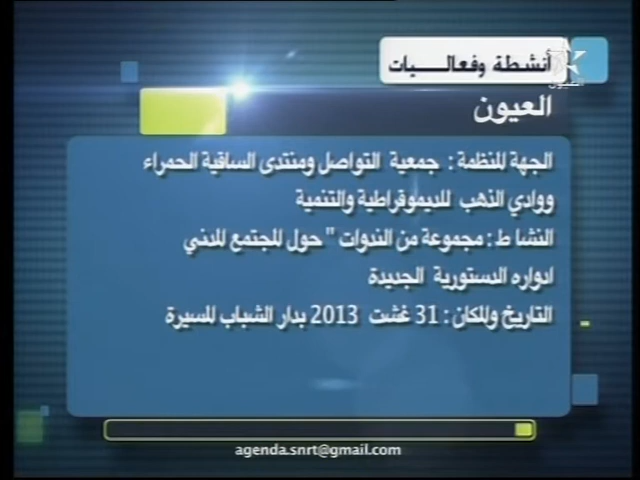 أنشطة وفعاليات
العيون
العيون
الجهة المنظمة : جمعية التواصل ومنتدى الساقية الحمراء
ووادي الذهب للديموقراطية والتنمية
النشاط : مجموعة من الندوات " حول المجتمع المدني
ادواره الدستورية الجديدة
التاريخ والمكان : 31 غشت 2013 بدار الشباب المسيرة
agenda.snrt@gmail.com